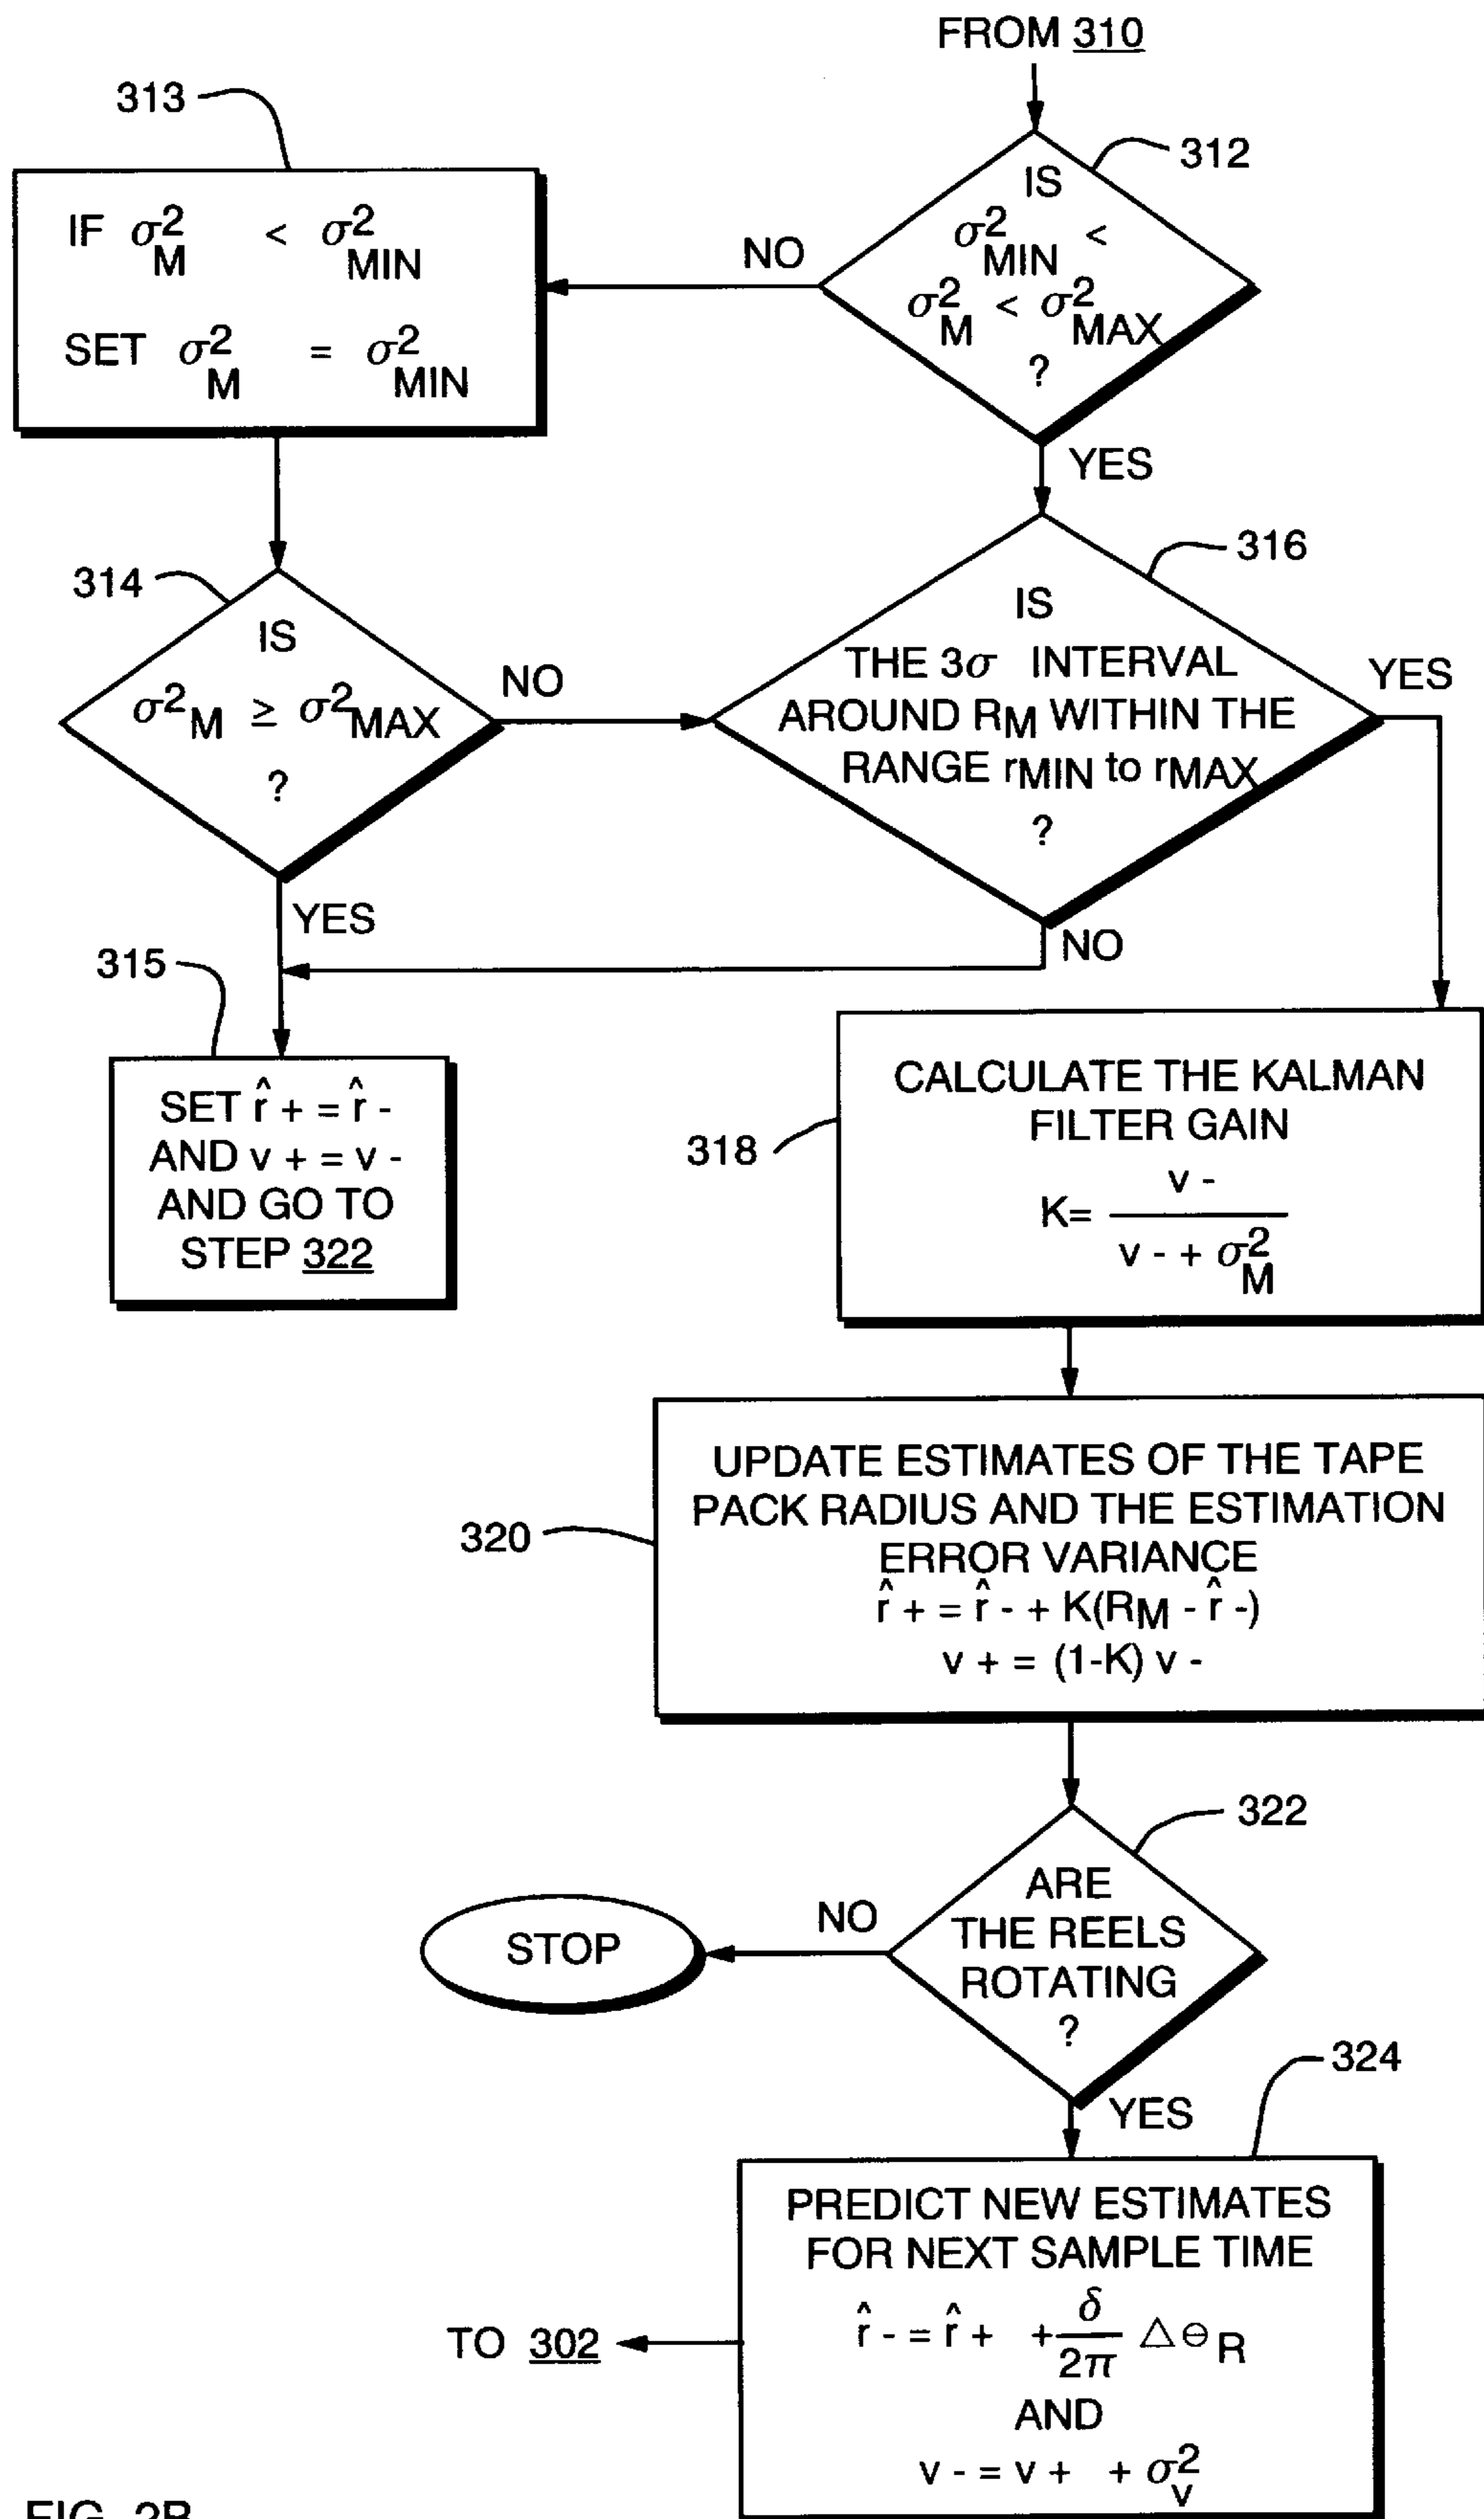 FROM 310
313
312
IF σ²M < σ²MIN
SET σ²M = σ²MIN
NO
IS
σ²MIN <
σ²M < σ²MAX
?
YES
314
316
IS
σ²M ≥ σ²MAX
?
NO
IS
THE 3σ INTERVAL
AROUND RM WITHIN THE
RANGE rMIN to rMAX
?
YES
YES
NO
315
SET r̂ + = r̂ -
AND v + = v -
AND GO TO
STEP 322
318
CALCULATE THE KALMAN
FILTER GAIN
K= v - / v - + σ²M
320
UPDATE ESTIMATES OF THE TAPE
PACK RADIUS AND THE ESTIMATION
ERROR VARIANCE
r̂ + = r̂ - + K(RM - r̂ -)
v + = (1-K) v -
322
ARE
THE REELS
ROTATING
?
NO
STOP
YES
324
PREDICT NEW ESTIMATES
FOR NEXT SAMPLE TIME
r̂ - = r̂ + + δ/2π △ΘR
AND
v - = v + + σ²v
TO 302